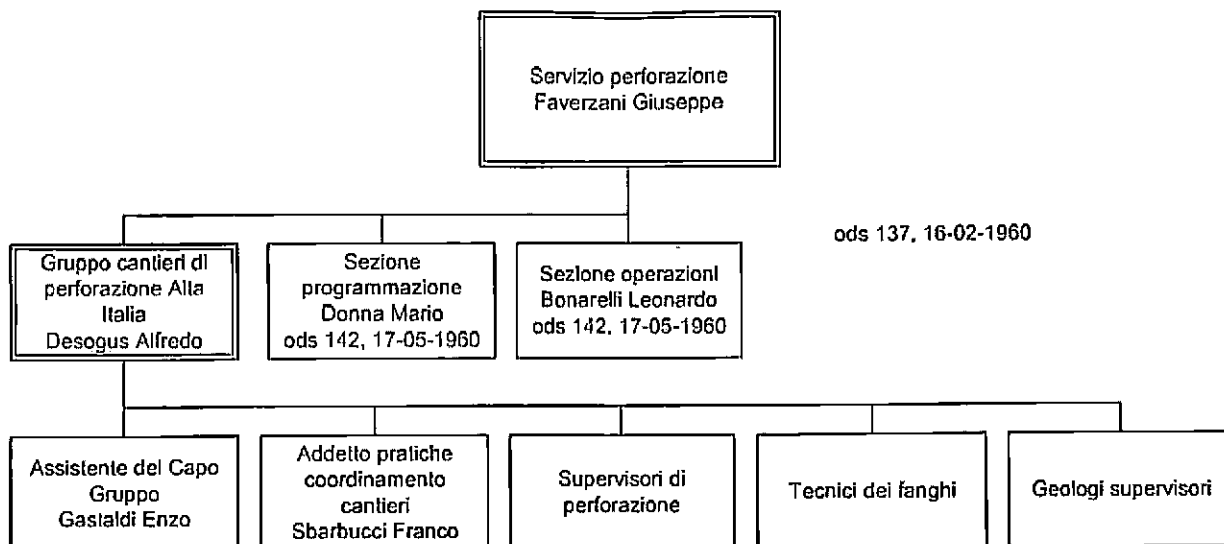 Servizio perforazione
Faverzani Giuseppe
ods 137, 16-02-1960
Gruppo cantieri di
perforazione Alta
Italia
Desogus Alfredo
Sezione
programmazione
Donna Mario
ods 142, 17-05-1960
Sezione operazioni
Bonarelli Leonardo
ods 142, 17-05-1960
Assistente del Capo
Gruppo
Gastaldi Enzo
Addetto pratiche
coordinamento
cantieri
Sbarbucci Franco
Supervisori di
perforazione
Tecnici dei fanghi
Geologi supervisori